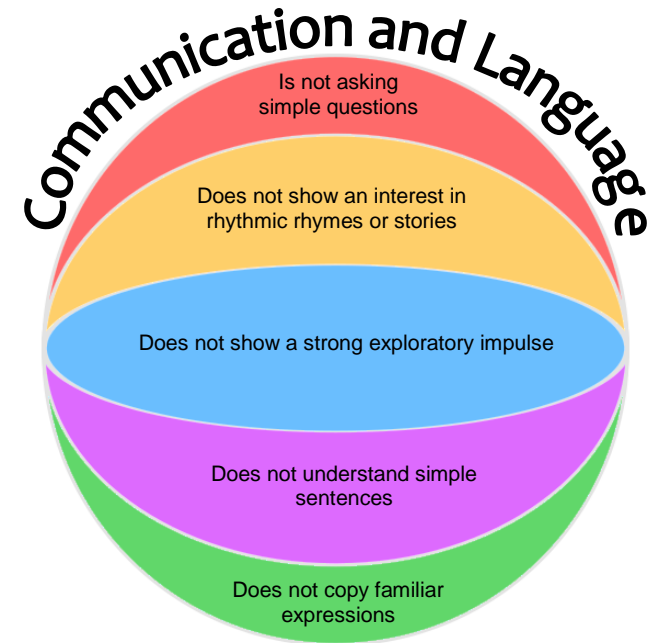 Communication and Language
Is not asking
simple questions
Does not show an interest in
rhythmic rhymes or stories
Does not show a strong exploratory impulse
Does not understand simple
sentences
Does not copy familiar
expressions